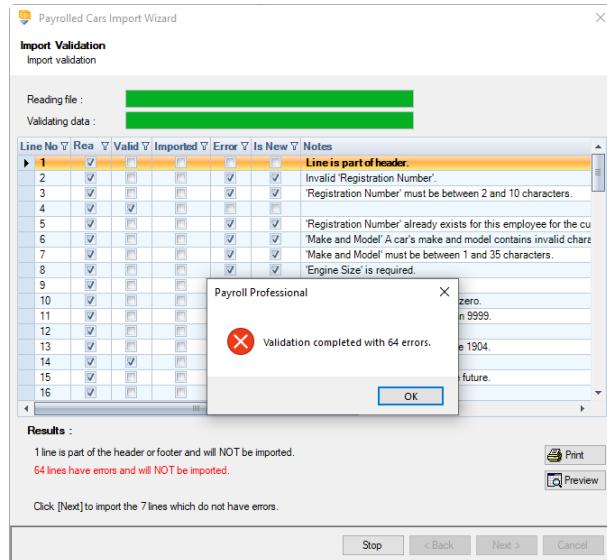 Payrolled Cars Import Wizard
Import Validation
Import validation
Reading file :
Validating data :
Line No Rea Valid Imported Error Is New Notes
1 Line is part of header.
2 Invalid 'Registration Number'.
3 'Registration Number' must be between 2 and 10 characters.
4
5 'Registration Number' already exists for this employee for the cu
6 'Make and Model' A car's make and model contains invalid chara
7 'Make and Model' must be between 1 and 35 characters.
8 'Engine Size' is required.
9
10 zero.
11 n 9999.
12
13 e 1904.
14
15 future.
16
Payroll Professional
Validation completed with 64 errors.
OK
Results :
1 line is part of the header or footer and will NOT be imported.
64 lines have errors and will NOT be imported.
Click [Next] to import the 7 lines which do not have errors.
Print
Preview
Stop < Back Next > Cancel